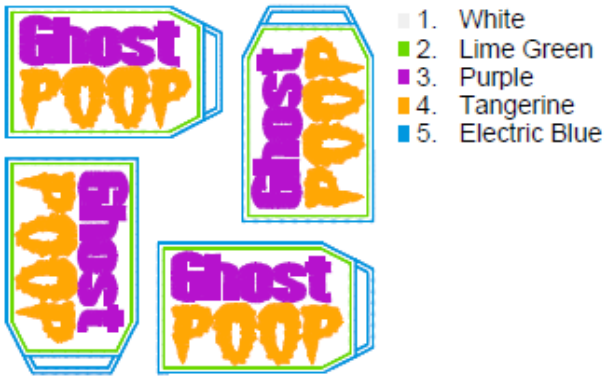 Ghost
POOP
Ghost
POOP
1. White
2. Lime Green
3. Purple
4. Tangerine
5. Electric Blue
Ghost
POOP
Ghost
POOP